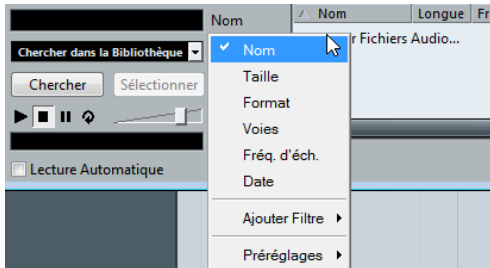 Nom
Nom
Longue
Fr
r Fichiers Audio...
Chercher dans la Bibliothèque
Chercher
Sélectionner
Lecture Automatique
Nom
Taille
Format
Voies
Fréq. d'éch.
Date
Ajouter Filtre
Préréglages